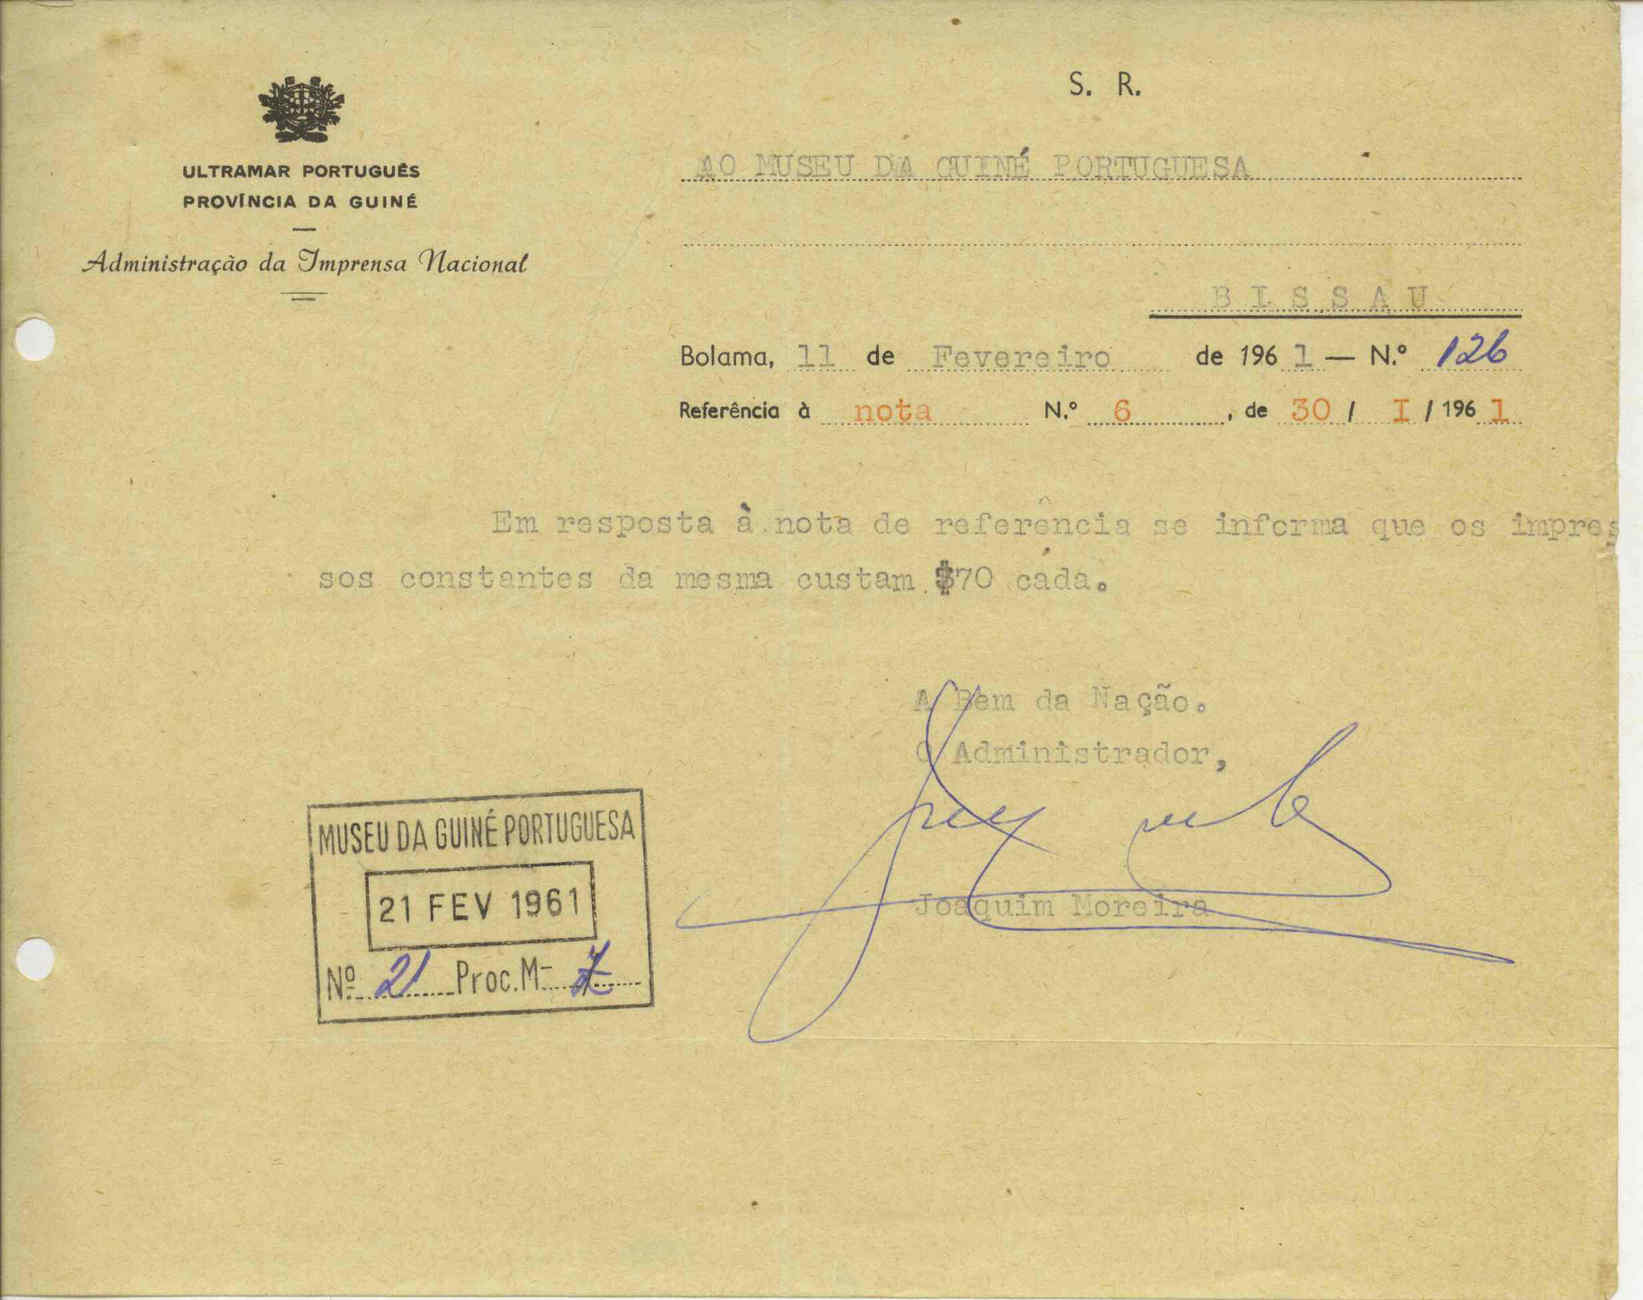 S. R.
ULTRAMAR PORTUGUÊS
PROVÍNCIA DA GUINÉ
Administração da Imprensa Nacional
AO MUSEU DA GUINÉ PORTUGUESA
BISSAU
Bolama, 11 de Fevereiro de 1961 — N.º 126
Referência à nota N.º 6, de 30 / I / 1961
Em resposta à nota de referência se informa que os impres
sos constantes da mesma custam $70 cada.
A Bem da Nação.
O Administrador,
Joaquim Moreira
MUSEU DA GUINÉ PORTUGUESA
21 FEV 1961
Nº 21 Proc. M- 7